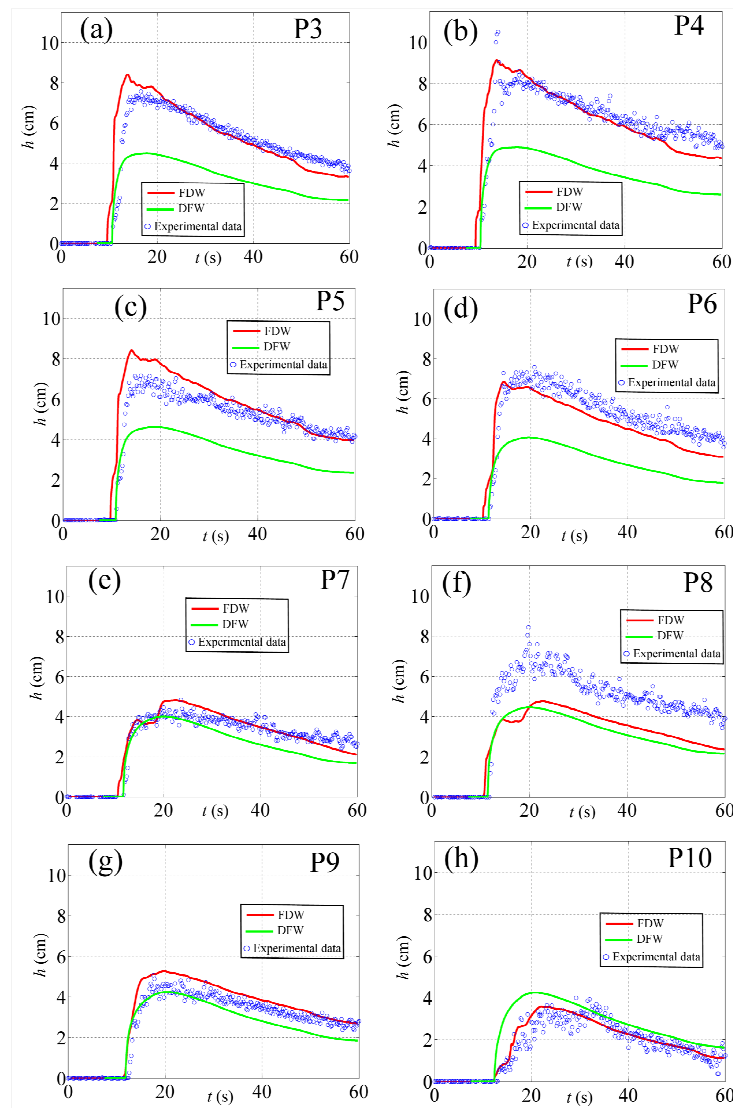 (a) P3
10
8
6
4
2
0
h (cm)
FDW
DFW
Experimental data
0 20 40 60
t (s)
(b) P4
10
8
6
4
2
0
h (cm)
FDW
DFW
Experimental data
0 20 40 60
t (s)
(c) P5
10
8
6
4
2
0
h (cm)
FDW
DFW
Experimental data
0 20 40 60
t (s)
(d) P6
10
8
6
4
2
0
h (cm)
FDW
DFW
Experimental data
0 20 40 60
t (s)
(e) P7
10
8
6
4
2
0
h (cm)
FDW
DFW
Experimental data
0 20 40 60
t (s)
(f) P8
10
8
6
4
2
0
h (cm)
FDW
DFW
Experimental data
0 20 40 60
t (s)
(g) P9
10
8
6
4
2
0
h (cm)
FDW
DFW
Experimental data
0 20 40 60
t (s)
(h) P10
10
8
6
4
2
0
h (cm)
FDW
DFW
Experimental data
0 20 40 60
t (s)